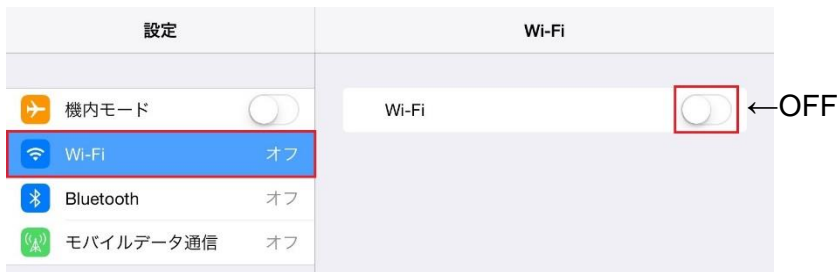 設定
Wi-Fi
機内モード
Wi-Fi オフ
Bluetooth オフ
モバイルデータ通信 オフ
Wi-Fi ←OFF